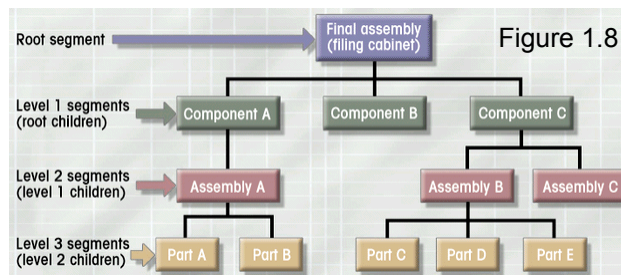 Figure 1.8
Root segment
Final assembly
(filing cabinet)
Level 1 segments
(root children)
Component A
Component B
Component C
Level 2 segments
(level 1 children)
Assembly A
Assembly B
Assembly C
Level 3 segments
(level 2 children)
Part A
Part B
Part C
Part D
Part E